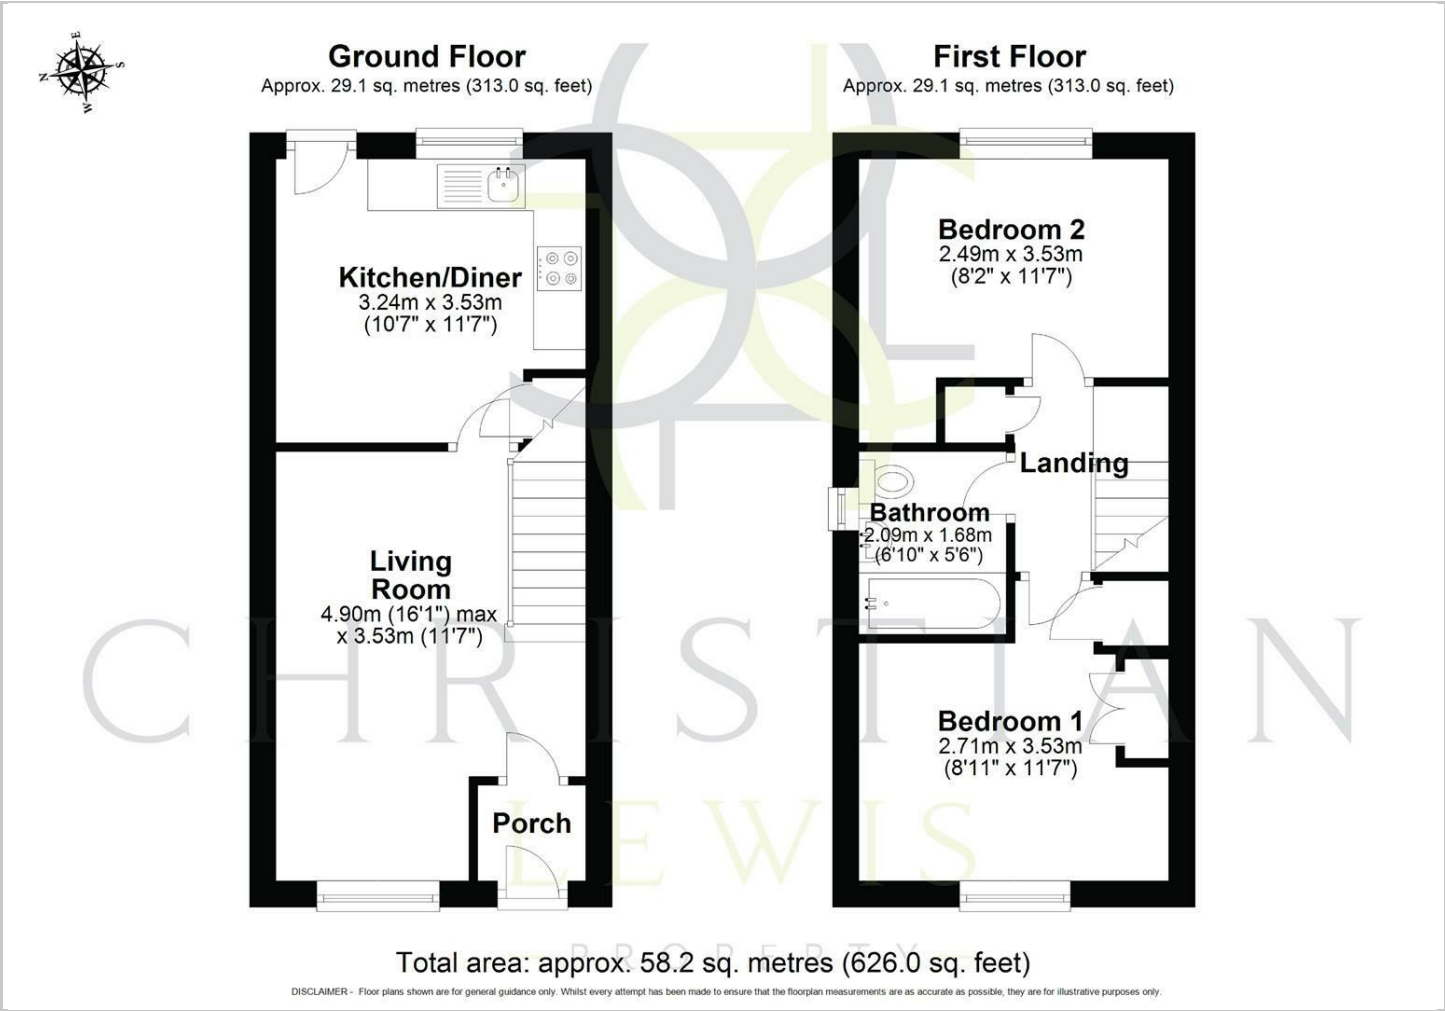 E
N
S
W
Ground Floor
Approx. 29.1 sq. metres (313.0 sq. feet)
First Floor
Approx. 29.1 sq. metres (313.0 sq. feet)
Kitchen/Diner
3.24m x 3.53m
(10'7" x 11'7")
Living
Room
4.90m (16'1") max
x 3.53m (11'7")
Porch
Bedroom 2
2.49m x 3.53m
(8'2" x 11'7")
Landing
Bathroom
2.09m x 1.68m
(6'10" x 5'6")
Bedroom 1
2.71m x 3.53m
(8'11" x 11'7")
CHRISTIAN
LEWIS
PROPERTY
Total area: approx. 58.2 sq. metres (626.0 sq. feet)
DISCLAIMER - Floor plans shown are for general guidance only. Whilst every attempt has been made to ensure that the floorplan measurements are as accurate as possible, they are for illustrative purposes only.